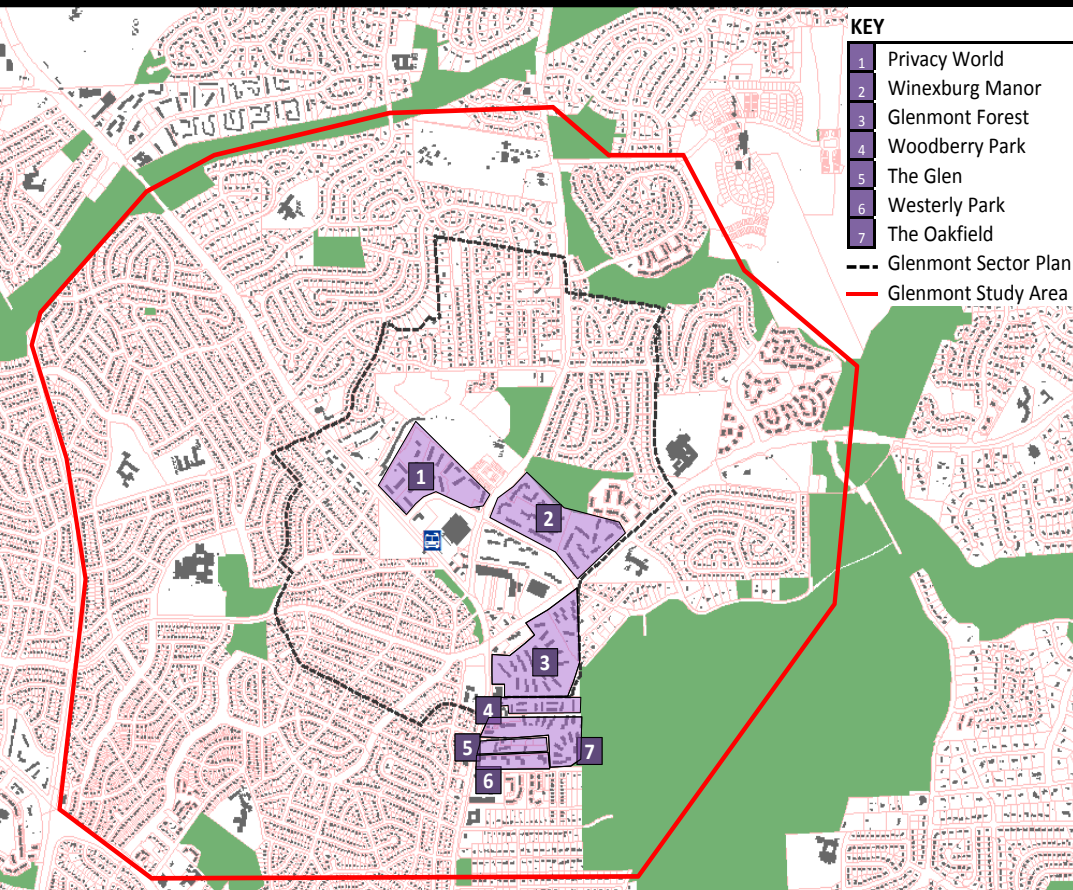 KEY
1 Privacy World
2 Winexburg Manor
3 Glenmont Forest
4 Woodberry Park
5 The Glen
6 Westerly Park
7 The Oakfield
Glenmont Sector Plan
Glenmont Study Area
1
2
3
4
5
7
6